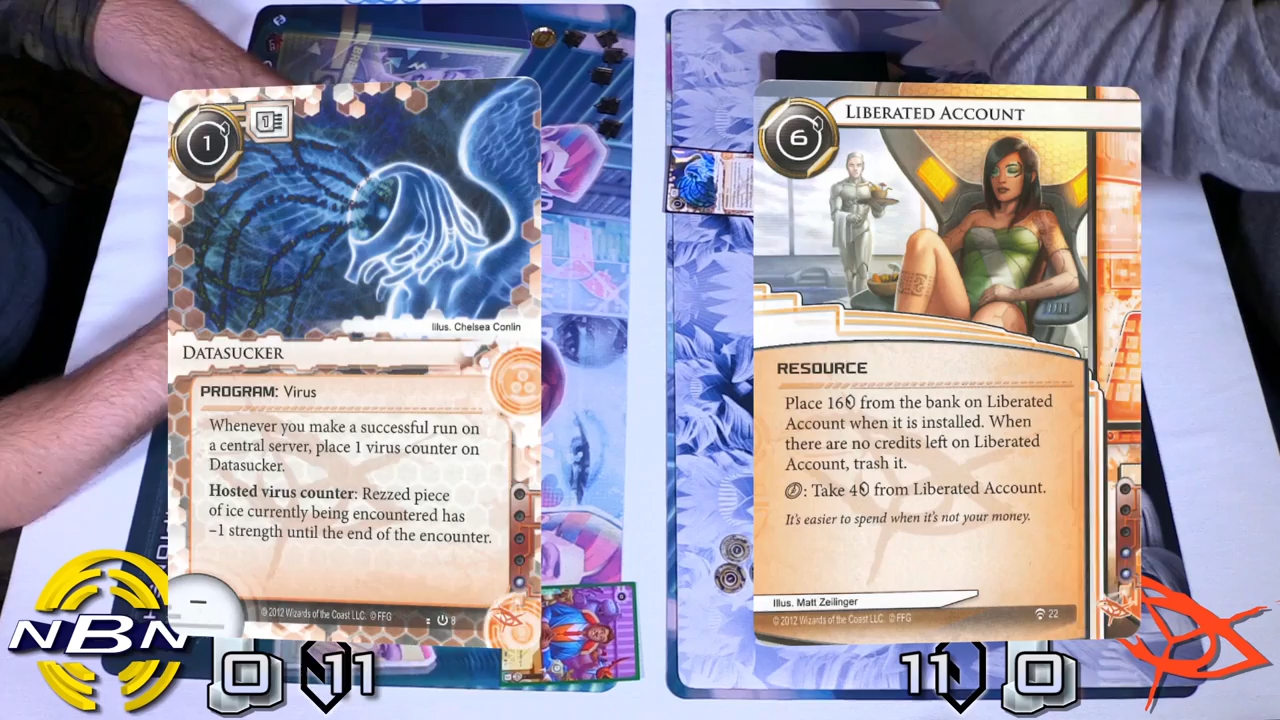 1
1
Illus. Chelsea Conlin
DATASUCKER
PROGRAM: Virus
Whenever you make a successful run on
a central server, place 1 virus counter on
Datasucker.
Hosted virus counter: Rezzed piece
of ice currently being encountered has
–1 strength until the end of the encounter.
–
© 2012 Wizards of the Coast LLC. © FFG
8
6
LIBERATED ACCOUNT
RESOURCE
Place 16 from the bank on Liberated
Account when it is installed. When
there are no credits left on Liberated
Account, trash it.
: Take 4 from Liberated Account.
It's easier to spend when it's not your money.
Illus. Matt Zeilinger
© 2012 Wizards of the Coast LLC. © FFG
22
NBN
0 11
11 0